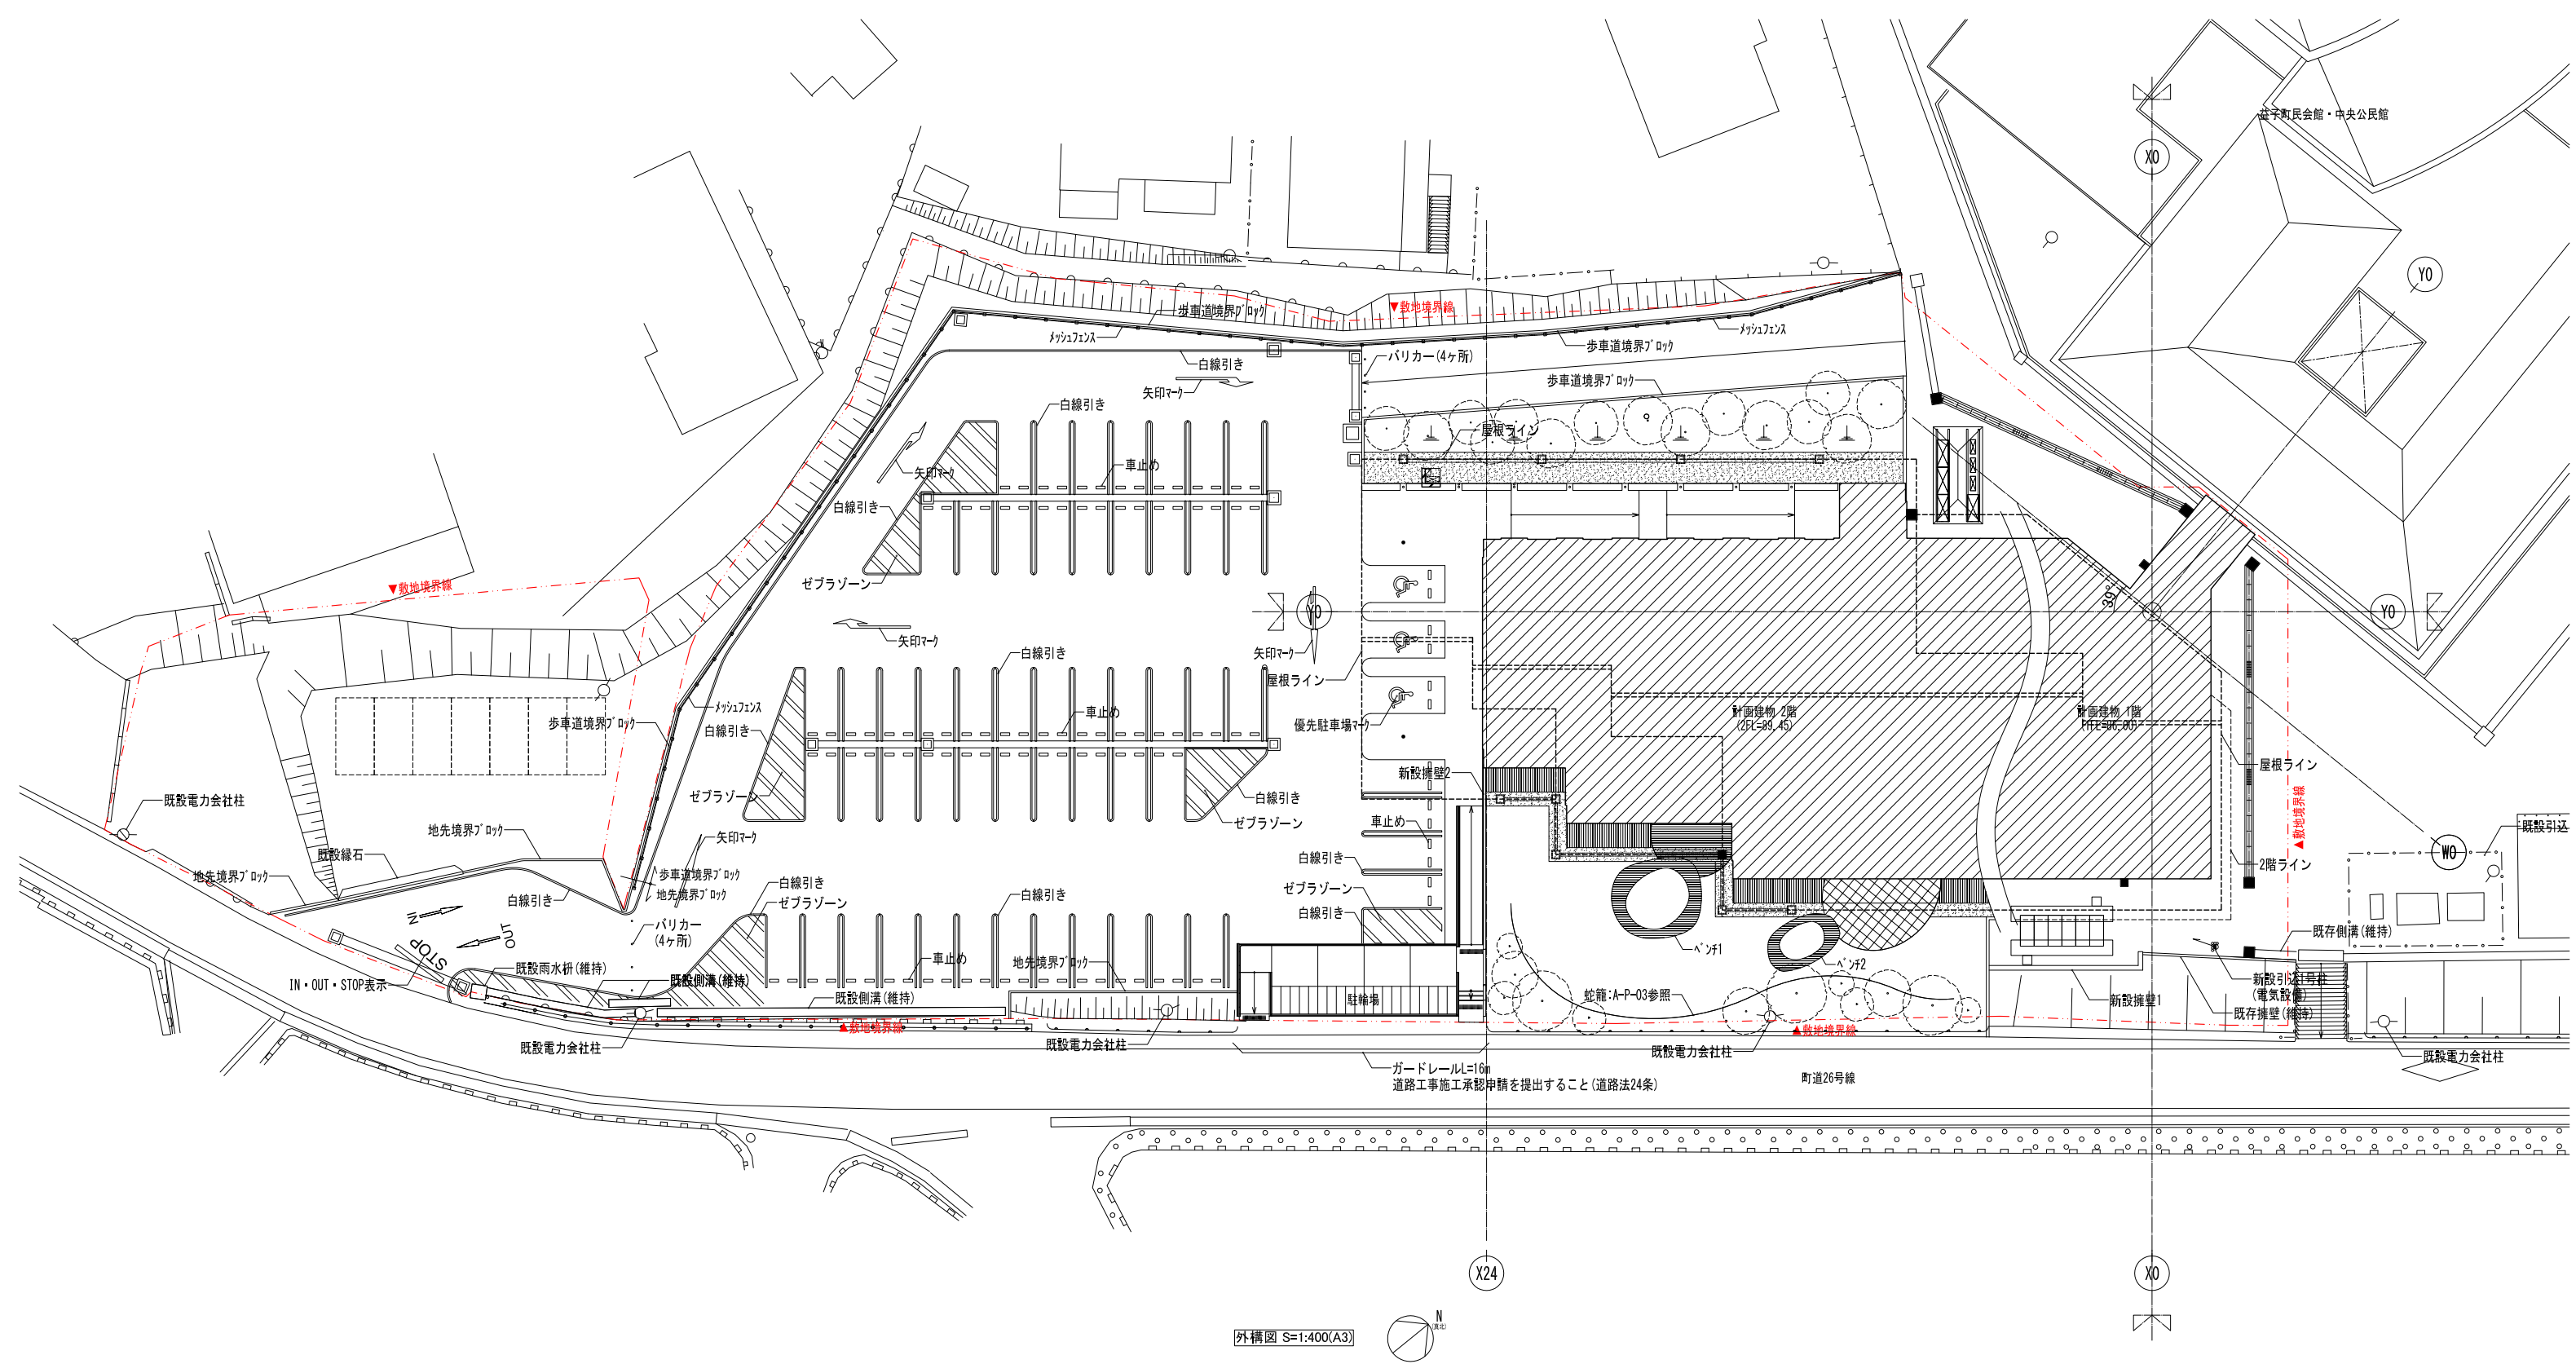 益子町民会館・中央公民館
X0
Y0
▼敷地境界線
歩車道境界ブロック
メッシュフェンス
メッシュフェンス
歩車道境界ブロック
バリカー(4ヶ所)
白線引き
矢印マーク
歩車道境界ブロック
白線引き
屋根ライン
矢印マーク
車止め
白線引き
ゼブラゾーン
▼敷地境界線
39°
Y0
Y0
矢印マーク
白線引き
矢印マーク
屋根ライン
メッシュフェンス
歩車道境界ブロック
車止め
優先駐車場マーク
白線引き
計画建物 2階
(2FL=89.45)
計画建物 1階
屋根ライン
新設擁壁2
ゼブラゾーン
白線引き
既設電力会社柱
▲敷地境界線
ゼブラゾーン
車止め
既設引込
地先境界ブロック
矢印マーク
W0
既設縁石
白線引き
2階ライン
地先境界ブロック
歩車道境界ブロック
地先境界ブロック
白線引き
ゼブラゾーン
白線引き
ゼブラゾーン
白線引き
白線引き
IN
OUT
STOP
バリカー
(4ヶ所)
既存側溝(維持)
ベンチ1
ベンチ2
車止め
地先境界ブロック
既設雨水枡(維持)
既設側溝(維持)
IN・OUT・STOP表示
既設側溝(維持)
駐輪場
蛇籠:A-P-03参照
新設引込1号柱
(電気設備)
新設擁壁1
既存擁壁(維持)
▲敷地境界線
▲敷地境界線
既設電力会社柱
既設電力会社柱
既設電力会社柱
既設電力会社柱
ガードレールL=16m
道路工事施工承認申請を提出すること(道路法24条)
町道26号線
X24
X0
外構図 S=1:400(A3)
N
(真北)